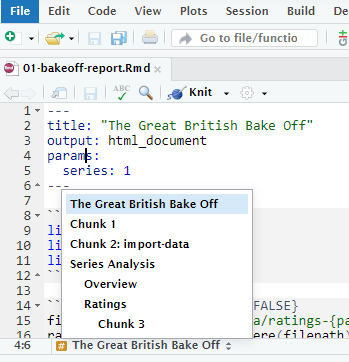 File Edit Code View Plots Session Build D
Go to file/functio
01-bakeoff-report.Rmd
ABC Knit
1 ---
2 title: "The Great British Bake Off"
3 output: html_document
4 params:
5 series: 1
6 ---
7
The Great British Bake Off
8 ``
Chunk 1
9 li
10 li
Chunk 2: import-data
11 li
Series Analysis
12 ``
Overview
13
Ratings
14 `` FALSE}
Chunk 3
15 fi a/ratings-{pa
16 ra ere(filepath)
4:6 # The Great British Bake Off